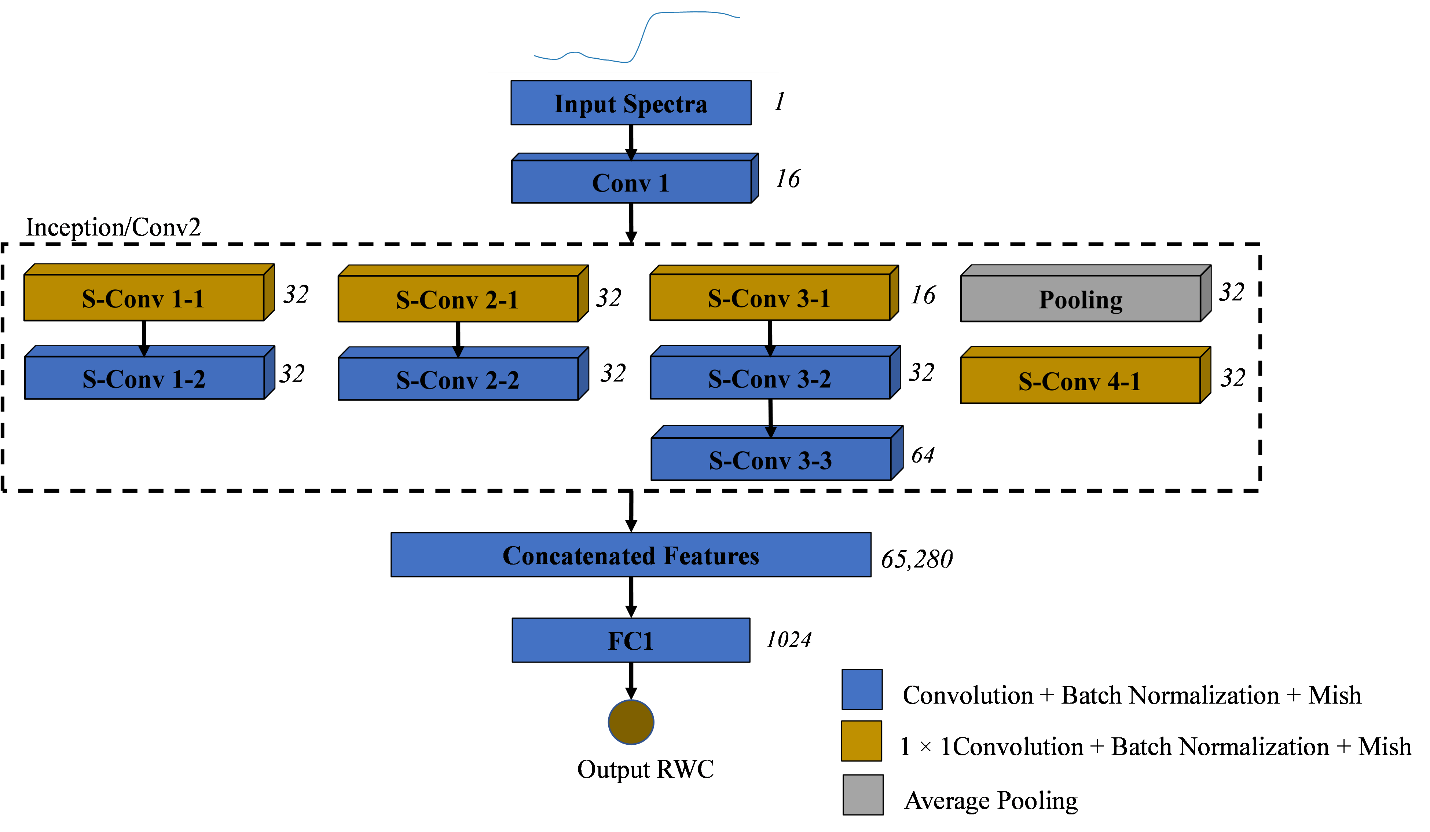 Input Spectra
1
Conv 1
16
Inception/Conv2
S-Conv 1-1
32
S-Conv 2-1
32
S-Conv 3-1
16
Pooling
32
S-Conv 1-2
32
S-Conv 2-2
32
S-Conv 3-2
32
S-Conv 4-1
32
S-Conv 3-3
64
Concatenated Features
65,280
FC1
1024
Output RWC
Convolution + Batch Normalization + Mish
1 × 1Convolution + Batch Normalization + Mish
Average Pooling